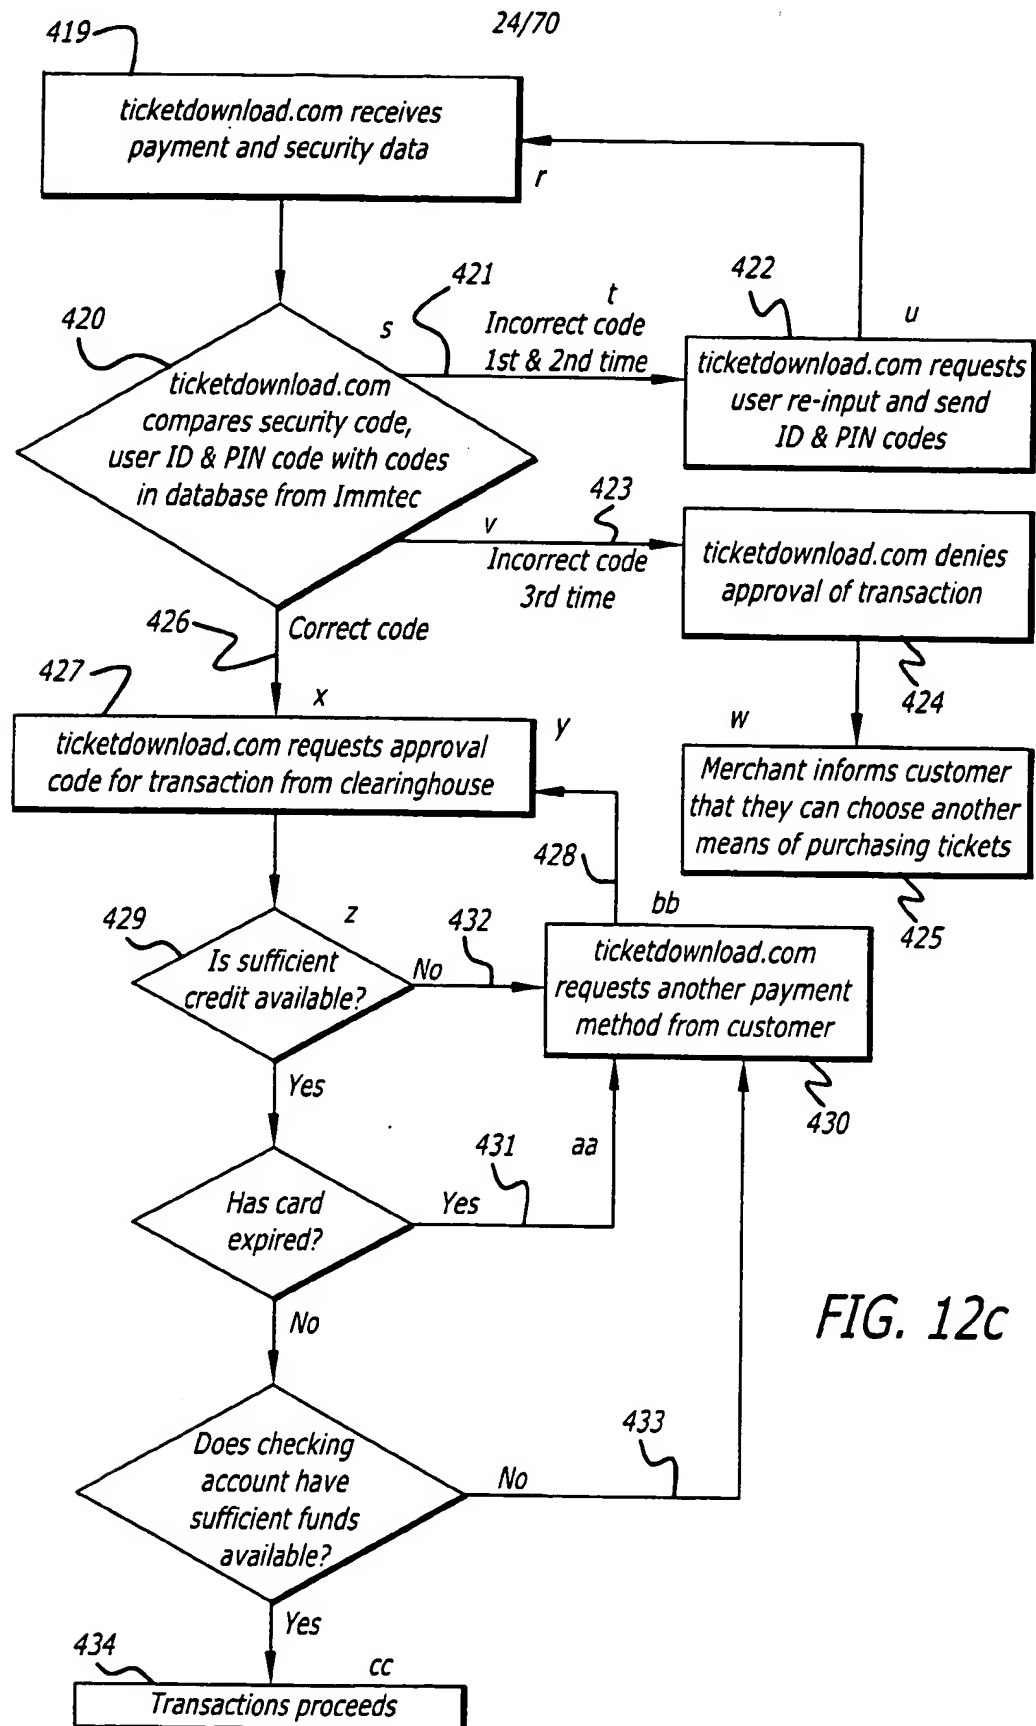 24/70
419
ticketdownload.com receives
payment and security data
r
420
s
421
t
Incorrect code
1st & 2nd time
422
u
ticketdownload.com requests
user re-input and send
ID & PIN codes
ticketdownload.com
compares security code,
user ID & PIN code with codes
in database from Immtec
v
423
Incorrect code
3rd time
ticketdownload.com denies
approval of transaction
424
426
Correct code
w
Merchant informs customer
that they can choose another
means of purchasing tickets
425
427
x
y
ticketdownload.com requests approval
code for transaction from clearinghouse
428
429
z
Is sufficient
credit available?
No
432
bb
ticketdownload.com
requests another payment
method from customer
430
Yes
Has card
expired?
Yes
431
aa
No
FIG. 12c
Does checking
account have
sufficient funds
available?
No
433
Yes
434
cc
Transactions proceeds